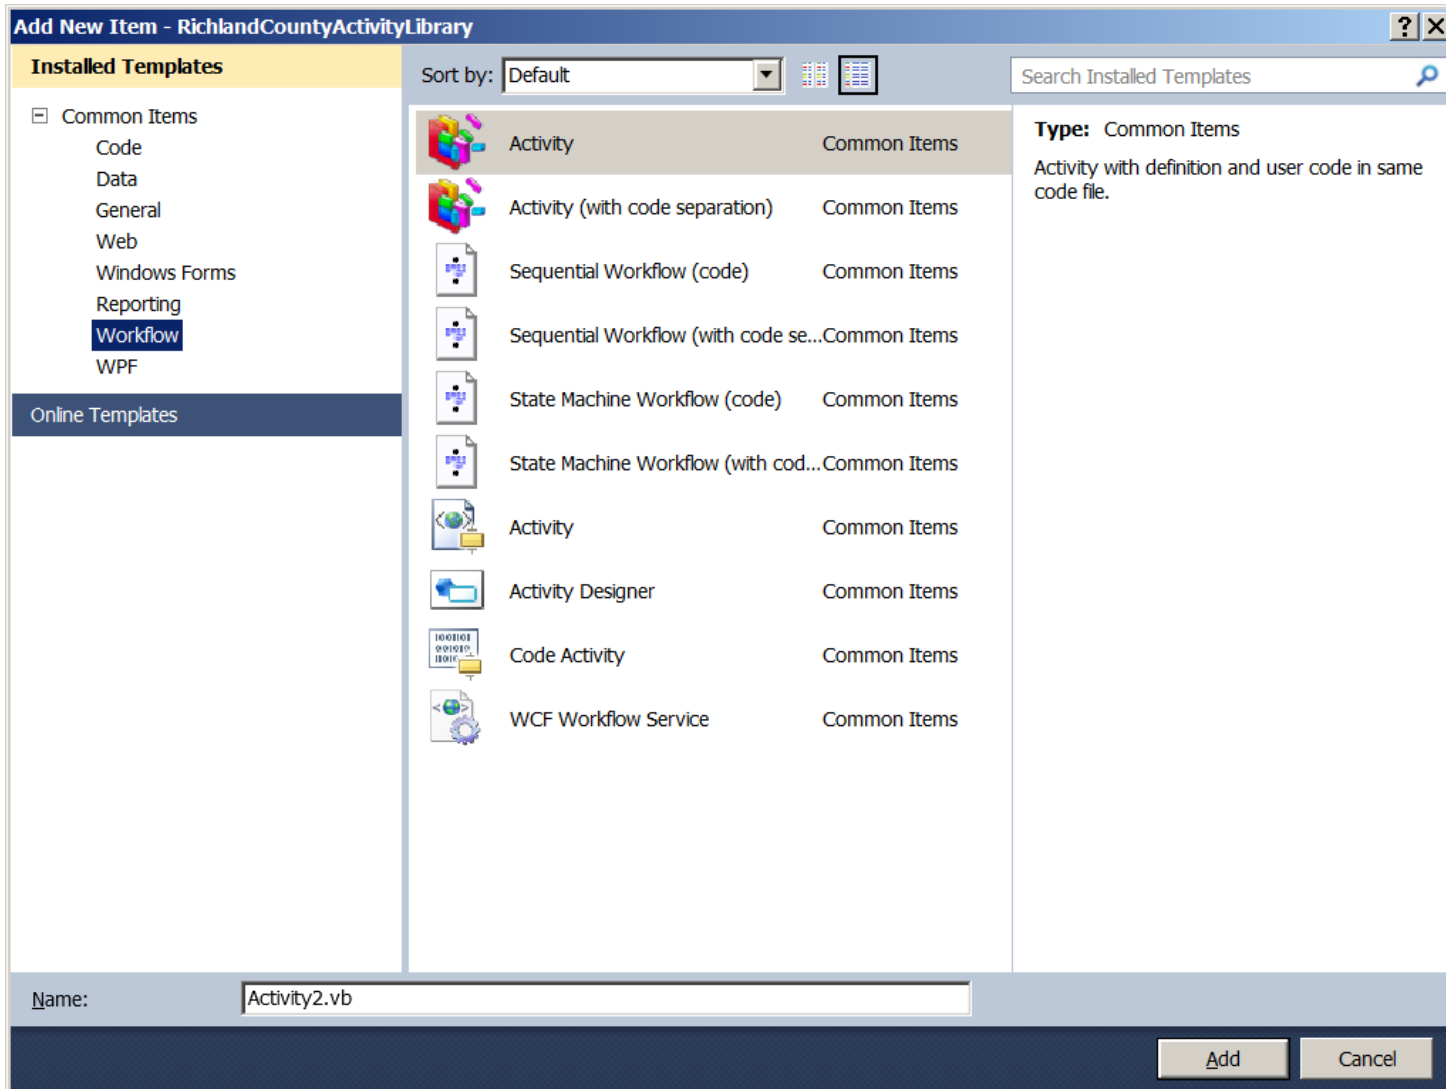 Add New Item - RichlandCountyActivityLibrary
Installed Templates
Common Items
Code
Data
General
Web
Windows Forms
Reporting
Workflow
WPF
Online Templates
Sort by: Default
Search Installed Templates
Activity Common Items
Activity (with code separation) Common Items
Sequential Workflow (code) Common Items
Sequential Workflow (with code se...Common Items
State Machine Workflow (code) Common Items
State Machine Workflow (with cod...Common Items
Activity Common Items
Activity Designer Common Items
Code Activity Common Items
WCF Workflow Service Common Items
Type: Common Items
Activity with definition and user code in same
code file.
Name: Activity2.vb
Add Cancel